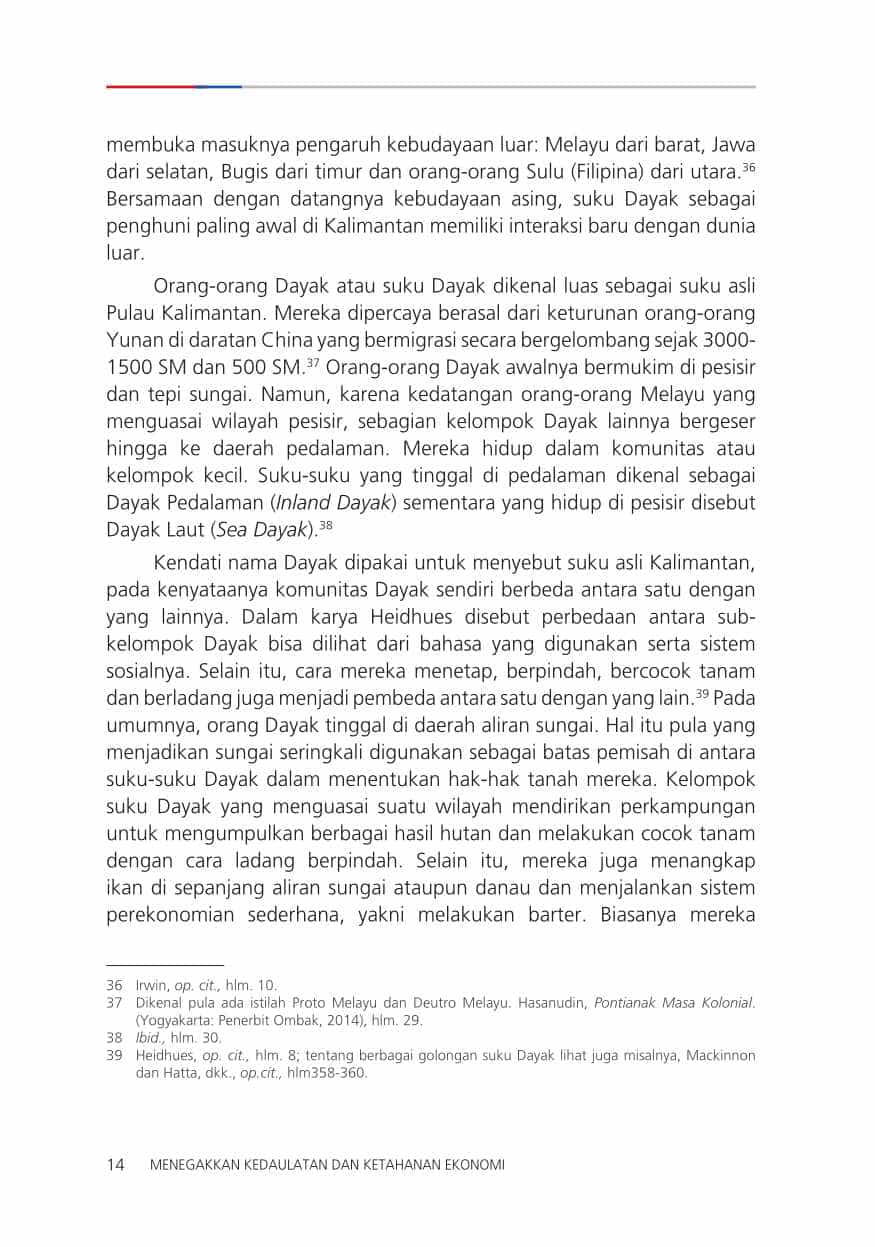 membuka masuknya pengaruh kebudayaan luar: Melayu dari barat, Jawa
dari selatan, Bugis dari timur dan orang-orang Sulu (Filipina) dari utara.36
Bersamaan dengan datangnya kebudayaan asing, suku Dayak sebagai
penghuni paling awal di Kalimantan memiliki interaksi baru dengan dunia
luar.
Orang-orang Dayak atau suku Dayak dikenal luas sebagai suku asli
Pulau Kalimantan. Mereka dipercaya berasal dari keturunan orang-orang
Yunan di daratan China yang bermigrasi secara bergelombang sejak 3000-
1500 SM dan 500 SM.37 Orang-orang Dayak awalnya bermukim di pesisir
dan tepi sungai. Namun, karena kedatangan orang-orang Melayu yang
menguasai wilayah pesisir, sebagian kelompok Dayak lainnya bergeser
hingga ke daerah pedalaman. Mereka hidup dalam komunitas atau
kelompok kecil. Suku-suku yang tinggal di pedalaman dikenal sebagai
Dayak Pedalaman (Inland Dayak) sementara yang hidup di pesisir disebut
Dayak Laut (Sea Dayak).38
Kendati nama Dayak dipakai untuk menyebut suku asli Kalimantan,
pada kenyataanya komunitas Dayak sendiri berbeda antara satu dengan
yang lainnya. Dalam karya Heidhues disebut perbedaan antara sub-
kelompok Dayak bisa dilihat dari bahasa yang digunakan serta sistem
sosialnya. Selain itu, cara mereka menetap, berpindah, bercocok tanam
dan berladang juga menjadi pembeda antara satu dengan yang lain.39 Pada
umumnya, orang Dayak tinggal di daerah aliran sungai. Hal itu pula yang
menjadikan sungai seringkali digunakan sebagai batas pemisah di antara
suku-suku Dayak dalam menentukan hak-hak tanah mereka. Kelompok
suku Dayak yang menguasai suatu wilayah mendirikan perkampungan
untuk mengumpulkan berbagai hasil hutan dan melakukan cocok tanam
dengan cara ladang berpindah. Selain itu, mereka juga menangkap
ikan di sepanjang aliran sungai ataupun danau dan menjalankan sistem
perekonomian sederhana, yakni melakukan barter. Biasanya mereka
36 Irwin, op. cit., hlm. 10.
37 Dikenal pula ada istilah Proto Melayu dan Deutro Melayu. Hasanudin, Pontianak Masa Kolonial.
(Yogyakarta: Penerbit Ombak, 2014), hlm. 29.
38 Ibid., hlm. 30.
39 Heidhues, op. cit., hlm. 8; tentang berbagai golongan suku Dayak lihat juga misalnya, Mackinnon
dan Hatta, dkk., op.cit., hlm358-360.
14 MENEGAKKAN KEDAULATAN DAN KETAHANAN EKONOMI